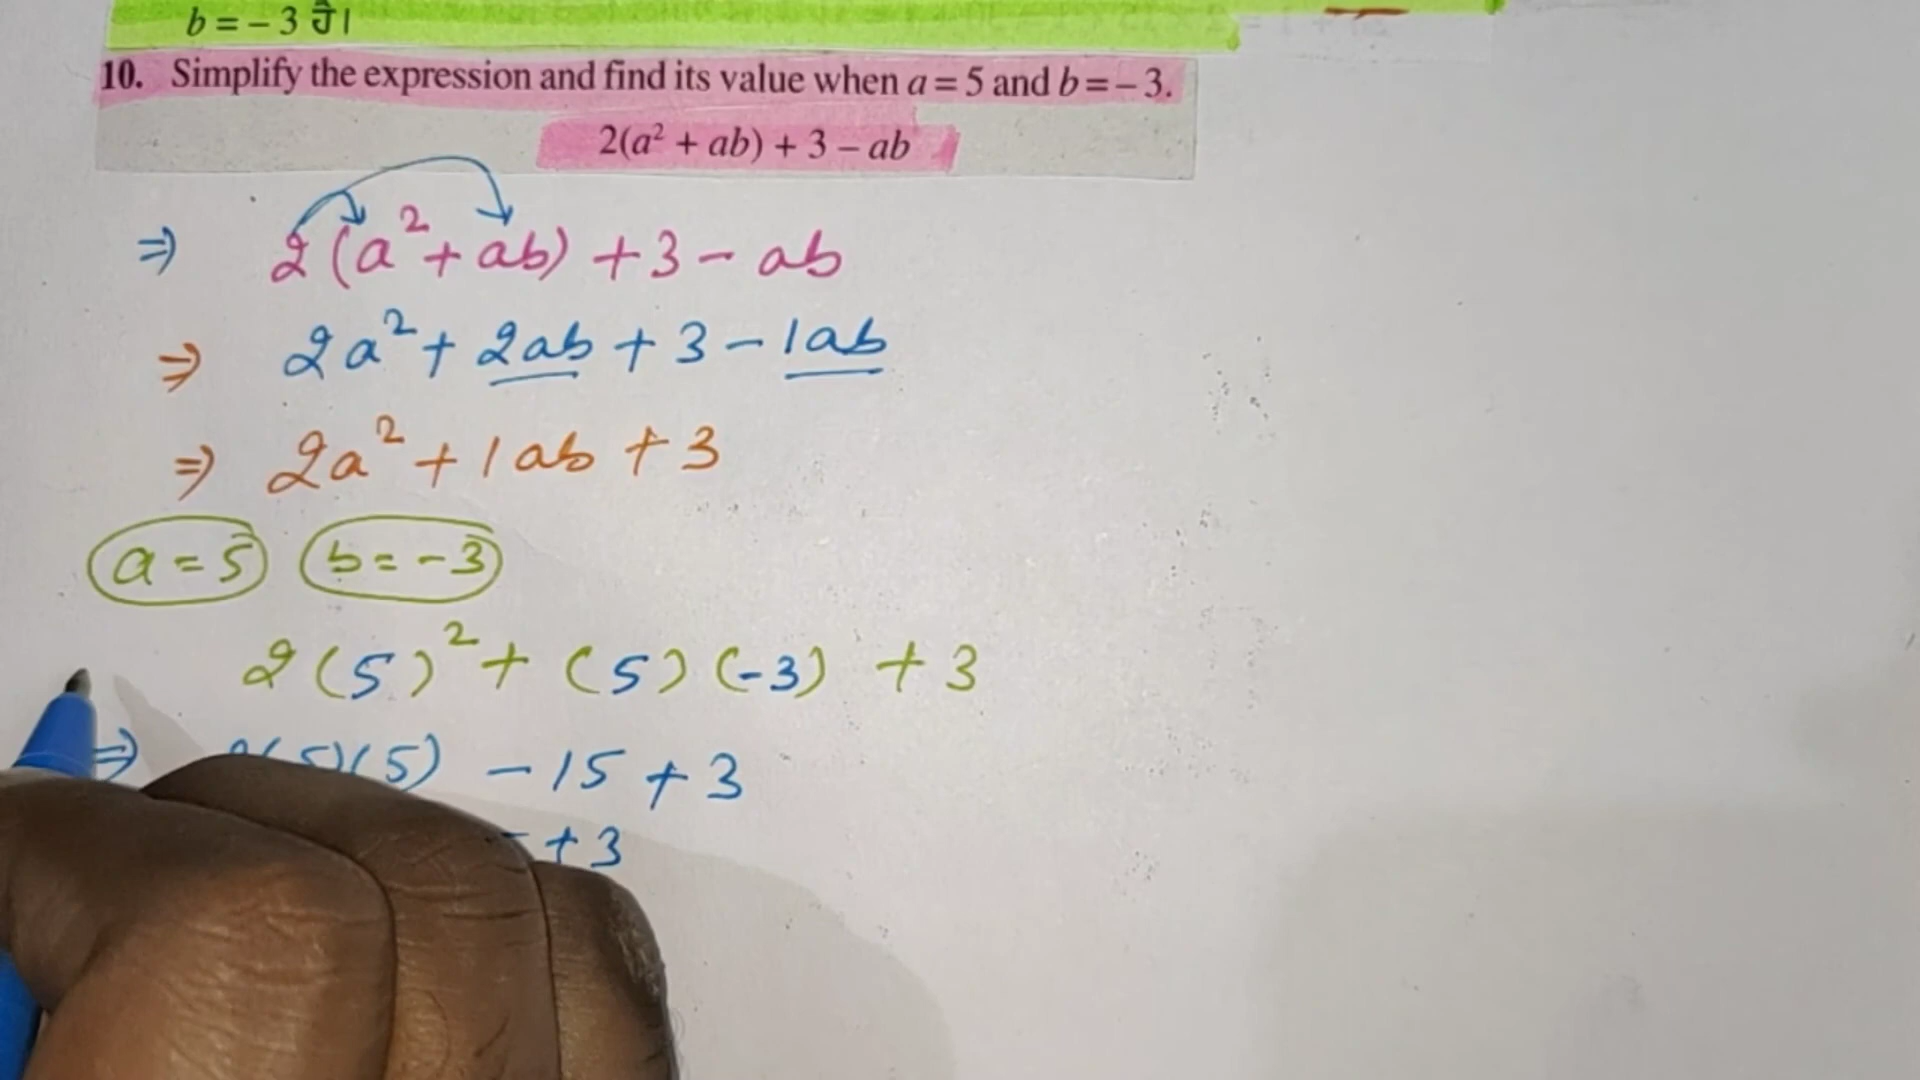 b = – 3 है।
10. Simplify the expression and find its value when a = 5 and b = – 3.
2(a² + ab) + 3 – ab
⇒ 2(a² + ab) + 3 - ab
⇒ 2a² + 2ab + 3 - 1ab
⇒ 2a² + 1ab + 3
a = 5 b = -3
2(5)² + (5)(-3) + 3
⇒ 2(5)(5) - 15 + 3
+ 3